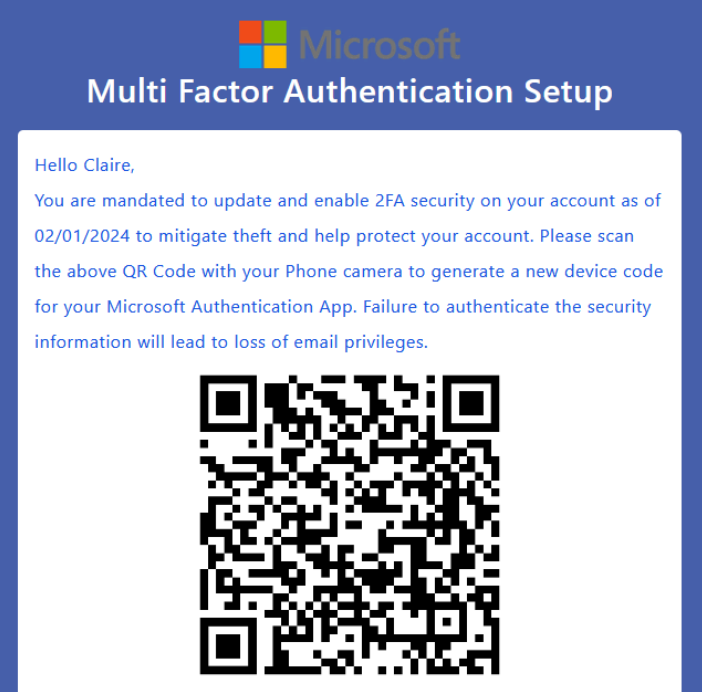 Microsoft
Multi Factor Authentication Setup
Hello Claire,
You are mandated to update and enable 2FA security on your account as of
02/01/2024 to mitigate theft and help protect your account. Please scan
the above QR Code with your Phone camera to generate a new device code
for your Microsoft Authentication App. Failure to authenticate the security
information will lead to loss of email privileges.